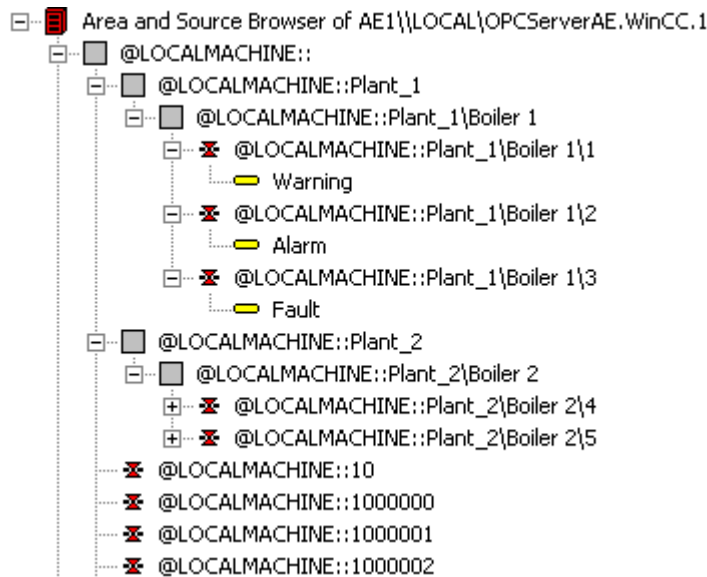 Area and Source Browser of AE1\\LOCAL\OPCServerAE.WinCC.1
@LOCALMACHINE::
@LOCALMACHINE::Plant_1
@LOCALMACHINE::Plant_1\Boiler 1
@LOCALMACHINE::Plant_1\Boiler 1\1
Warning
@LOCALMACHINE::Plant_1\Boiler 1\2
Alarm
@LOCALMACHINE::Plant_1\Boiler 1\3
Fault
@LOCALMACHINE::Plant_2
@LOCALMACHINE::Plant_2\Boiler 2
@LOCALMACHINE::Plant_2\Boiler 2\4
@LOCALMACHINE::Plant_2\Boiler 2\5
@LOCALMACHINE::10
@LOCALMACHINE::1000000
@LOCALMACHINE::1000001
@LOCALMACHINE::1000002